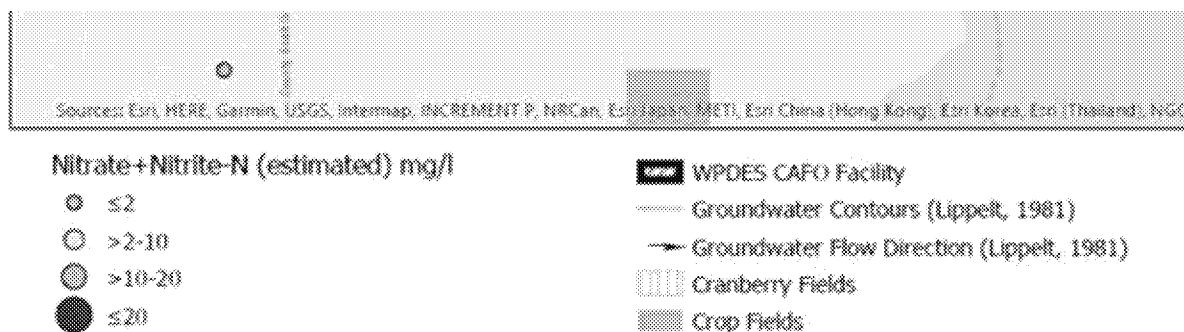 Sources: Esri, HERE, Garmin, USGS, Intermap, INCREMENT P, NRCan, Esri Japan, METI, Esri China (Hong Kong), Esri Korea, Esri (Thailand), NGC
Nitrate+Nitrite-N (estimated) mg/l
≤2
>2-10
>10-20
≤20
WPDES CAFO Facility
Groundwater Contours (Lippelt, 1981)
Groundwater Flow Direction (Lippelt, 1981)
Cranberry Fields
Crop Fields